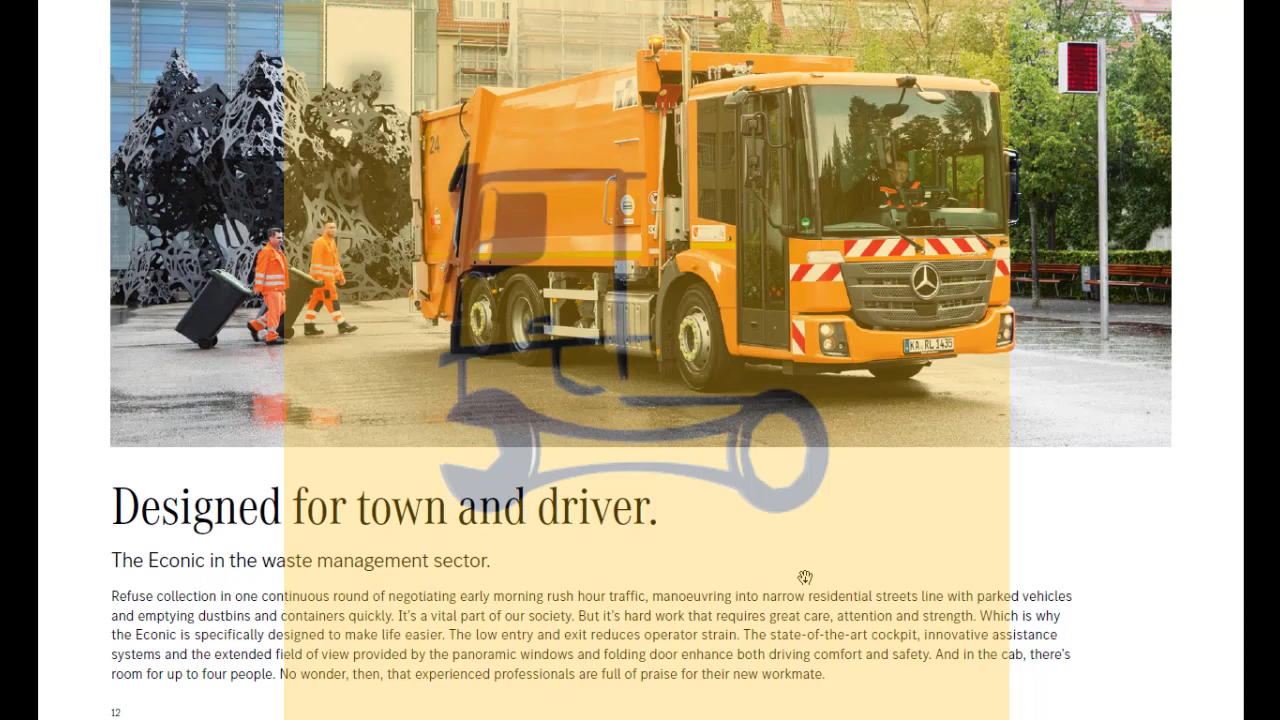 24
KA RL 1435
Designed for town and driver.
The Econic in the waste management sector.
Refuse collection in one continuous round of negotiating early morning rush hour traffic, manoeuvring into narrow residential streets line with parked vehicles
and emptying dustbins and containers quickly. It's a vital part of our society. But it's hard work that requires great care, attention and strength. Which is why
the Econic is specifically designed to make life easier. The low entry and exit reduces operator strain. The state-of-the-art cockpit, innovative assistance
systems and the extended field of view provided by the panoramic windows and folding door enhance both driving comfort and safety. And in the cab, there's
room for up to four people. No wonder, then, that experienced professionals are full of praise for their new workmate.
12